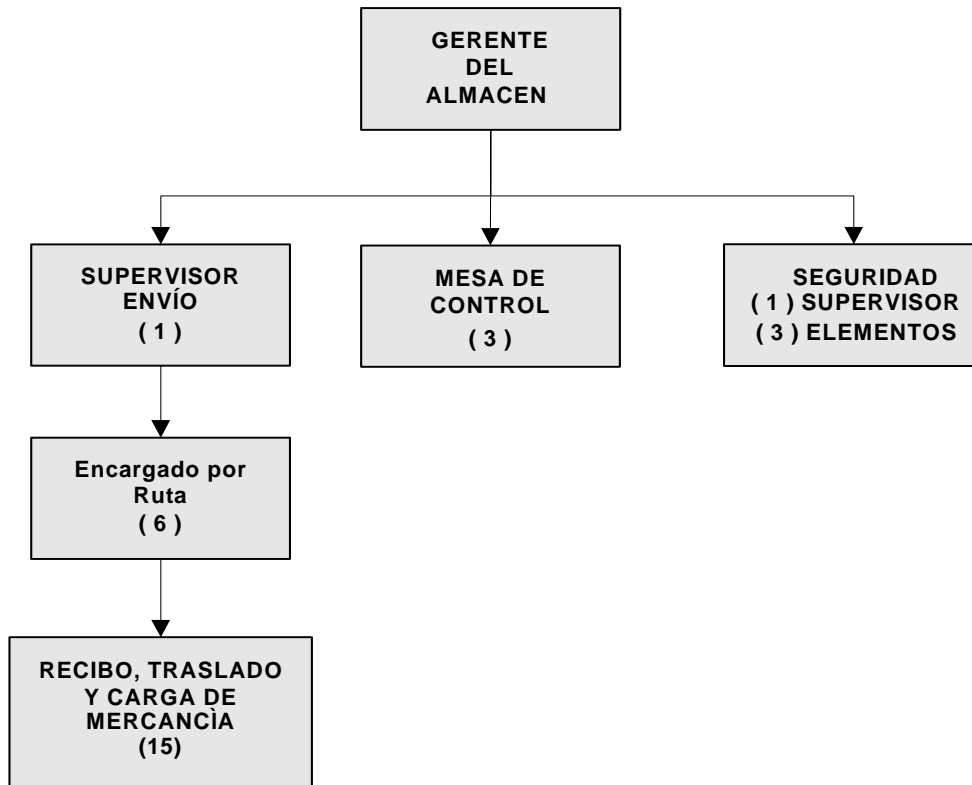 GERENTE
DEL
ALMACEN
SUPERVISOR
ENVÍO
( 1 )
MESA DE
CONTROL
( 3 )
SEGURIDAD
( 1 ) SUPERVISOR
( 3 ) ELEMENTOS
Encargado por
Ruta
( 6 )
RECIBO, TRASLADO
Y CARGA DE
MERCANCÌA
(15)